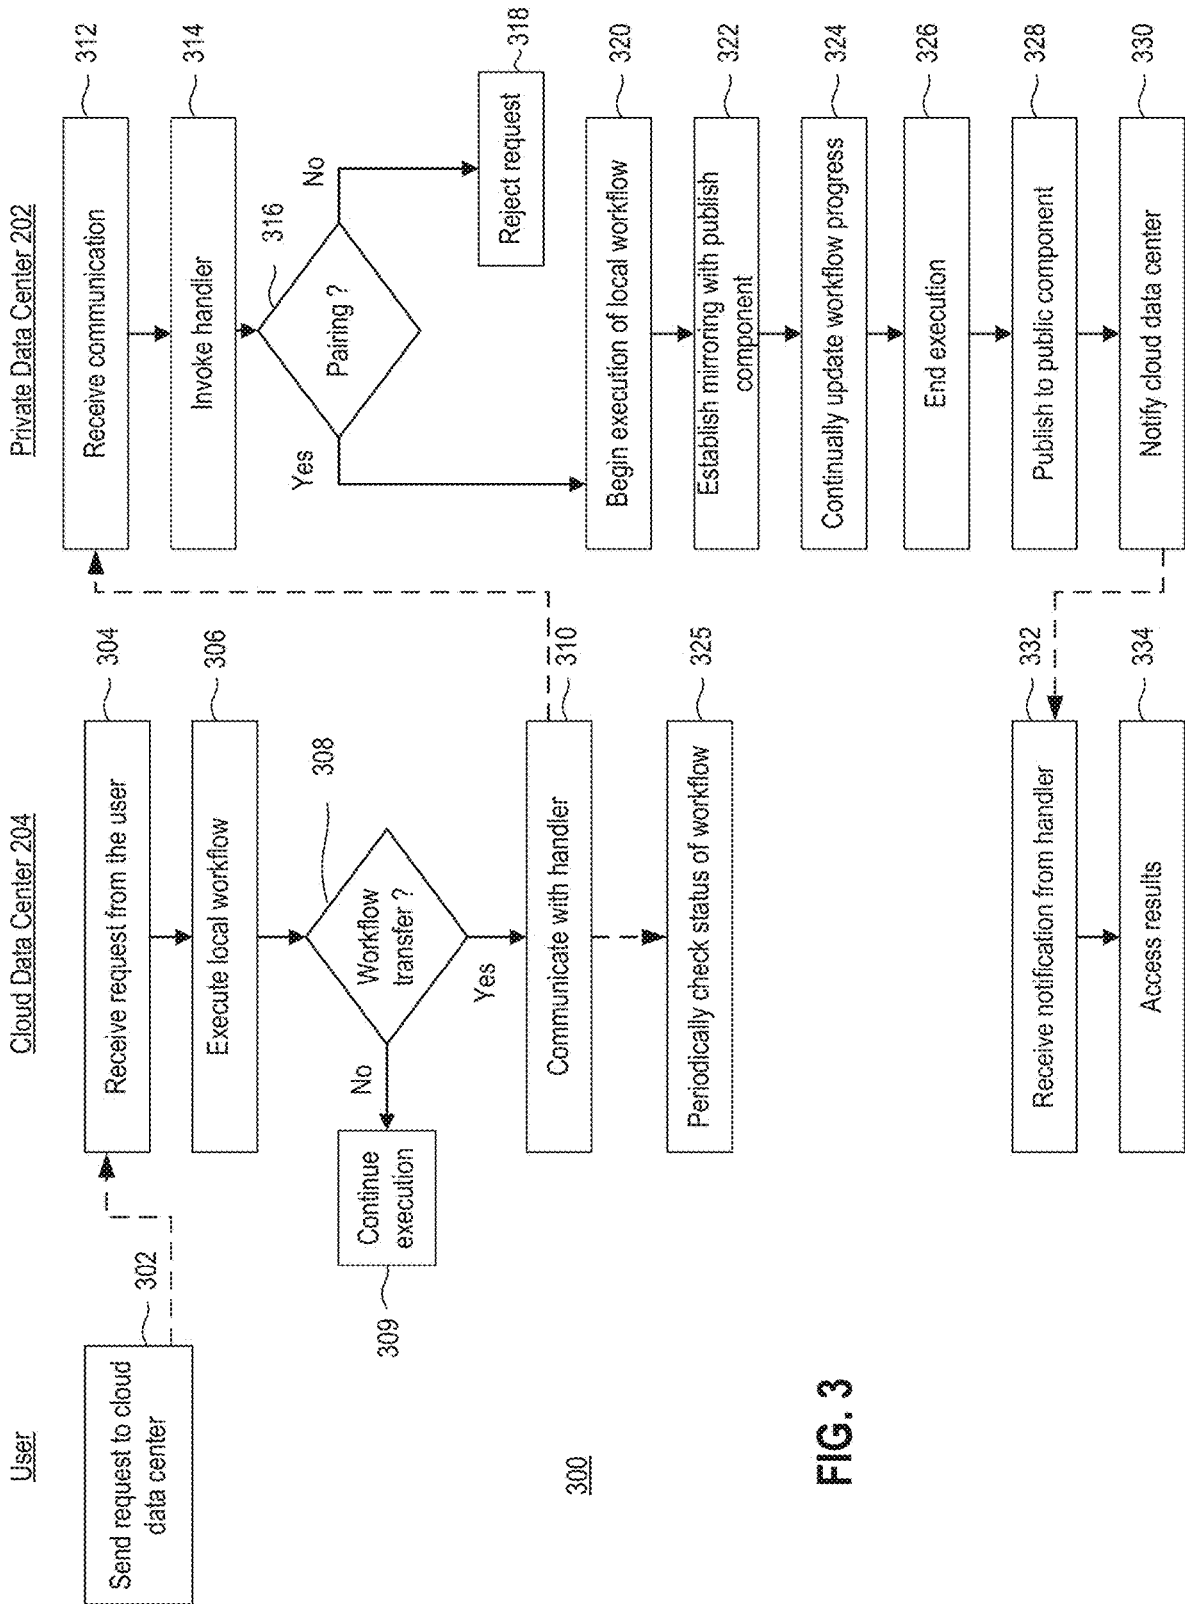 User
Send request to cloud
data center
302
Cloud Data Center 204
Receive request from the user
304
Execute local workflow
306
Workflow
transfer ?
308
No
Yes
Continue
execution
309
Communicate with handler
310
Periodically check status of workflow
325
Receive notification from handler
332
Access results
334
Private Data Center 202
Receive communication
312
Invoke handler
314
Pairing ?
316
No
Yes
Reject request
318
Begin execution of local workflow
320
Establish mirroring with publish
component
322
Continually update workflow progress
324
End execution
326
Publish to public component
328
Notify cloud data center
330
300
FIG. 3